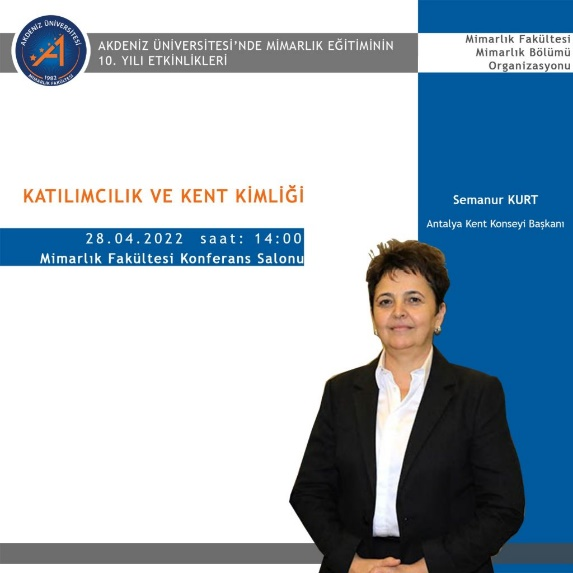 AKDENİZ ÜNİVERSİTESİ
1982
MİMARLIK FAKÜLTESİ
AKDENİZ ÜNİVERSİTESİ'NDE MİMARLIK EĞİTİMİNİN
10. YILI ETKİNLİKLERİ
Mimarlık Fakültesi
Mimarlık Bölümü
Organizasyonu
KATILIMCILIK VE KENT KİMLİĞİ
28.04.2022 saat: 14:00
Mimarlık Fakültesi Konferans Salonu
Semanur KURT
Antalya Kent Konseyi Başkanı